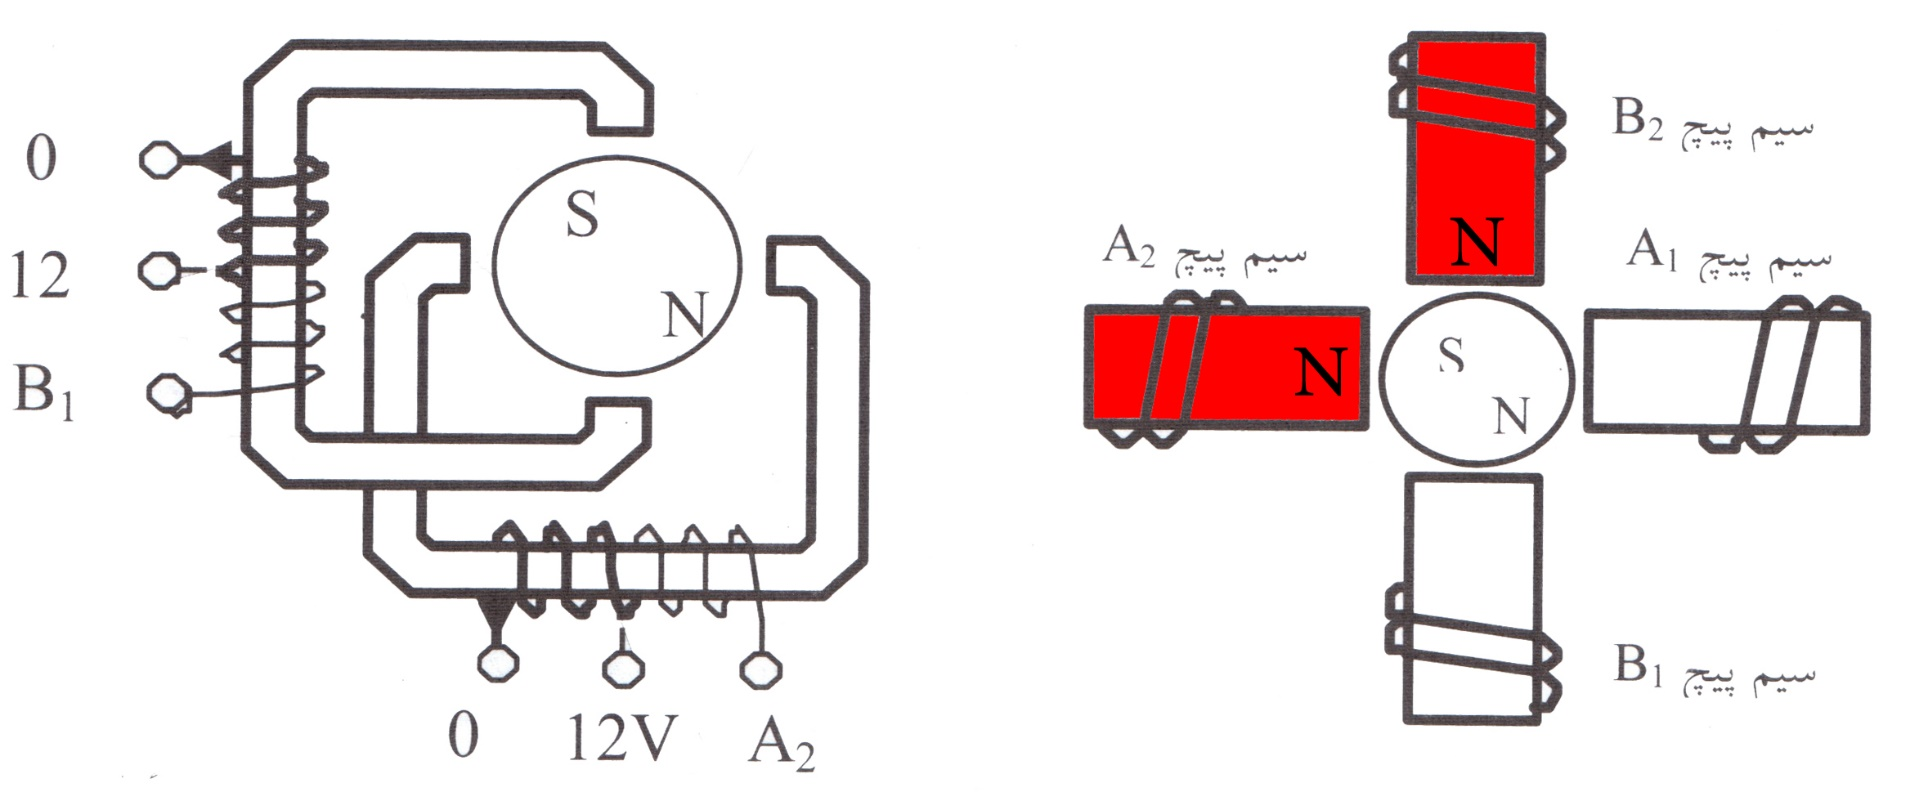 0
12
B1
S
N
0
12V
A2
سیم پیچ B2
N
سیم پیچ A2
سیم پیچ A1
N
S
N
سیم پیچ B1